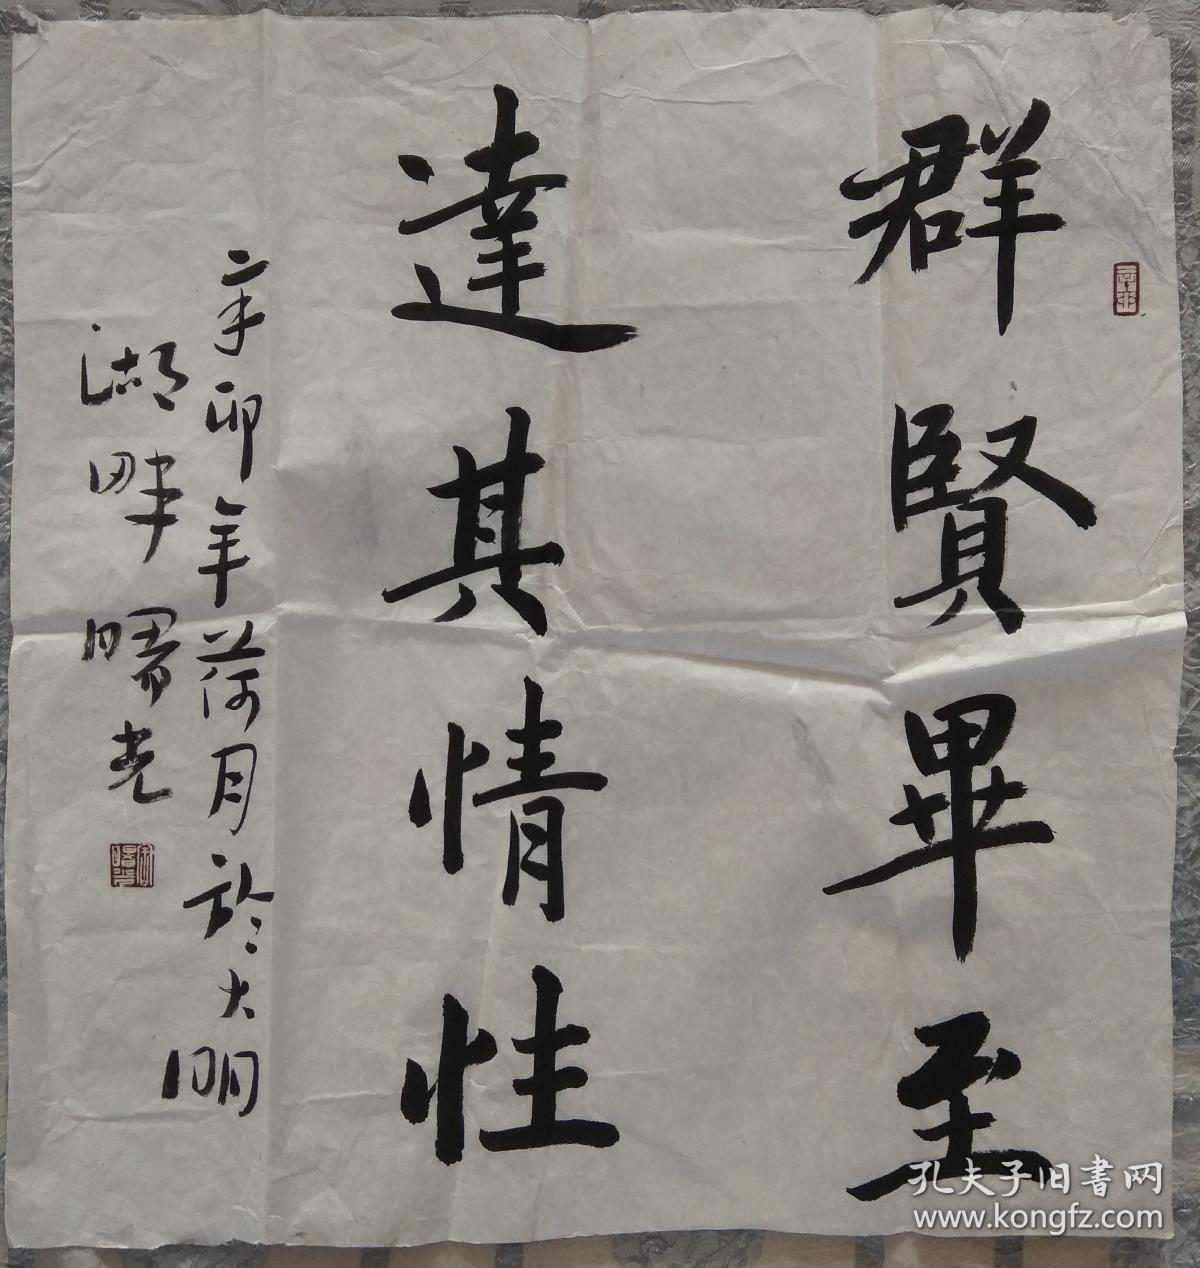 群賢畢至
達其情性
辛卯年荷月於大明
湖畔曙光
孔夫子旧書网
www.kongfz.com